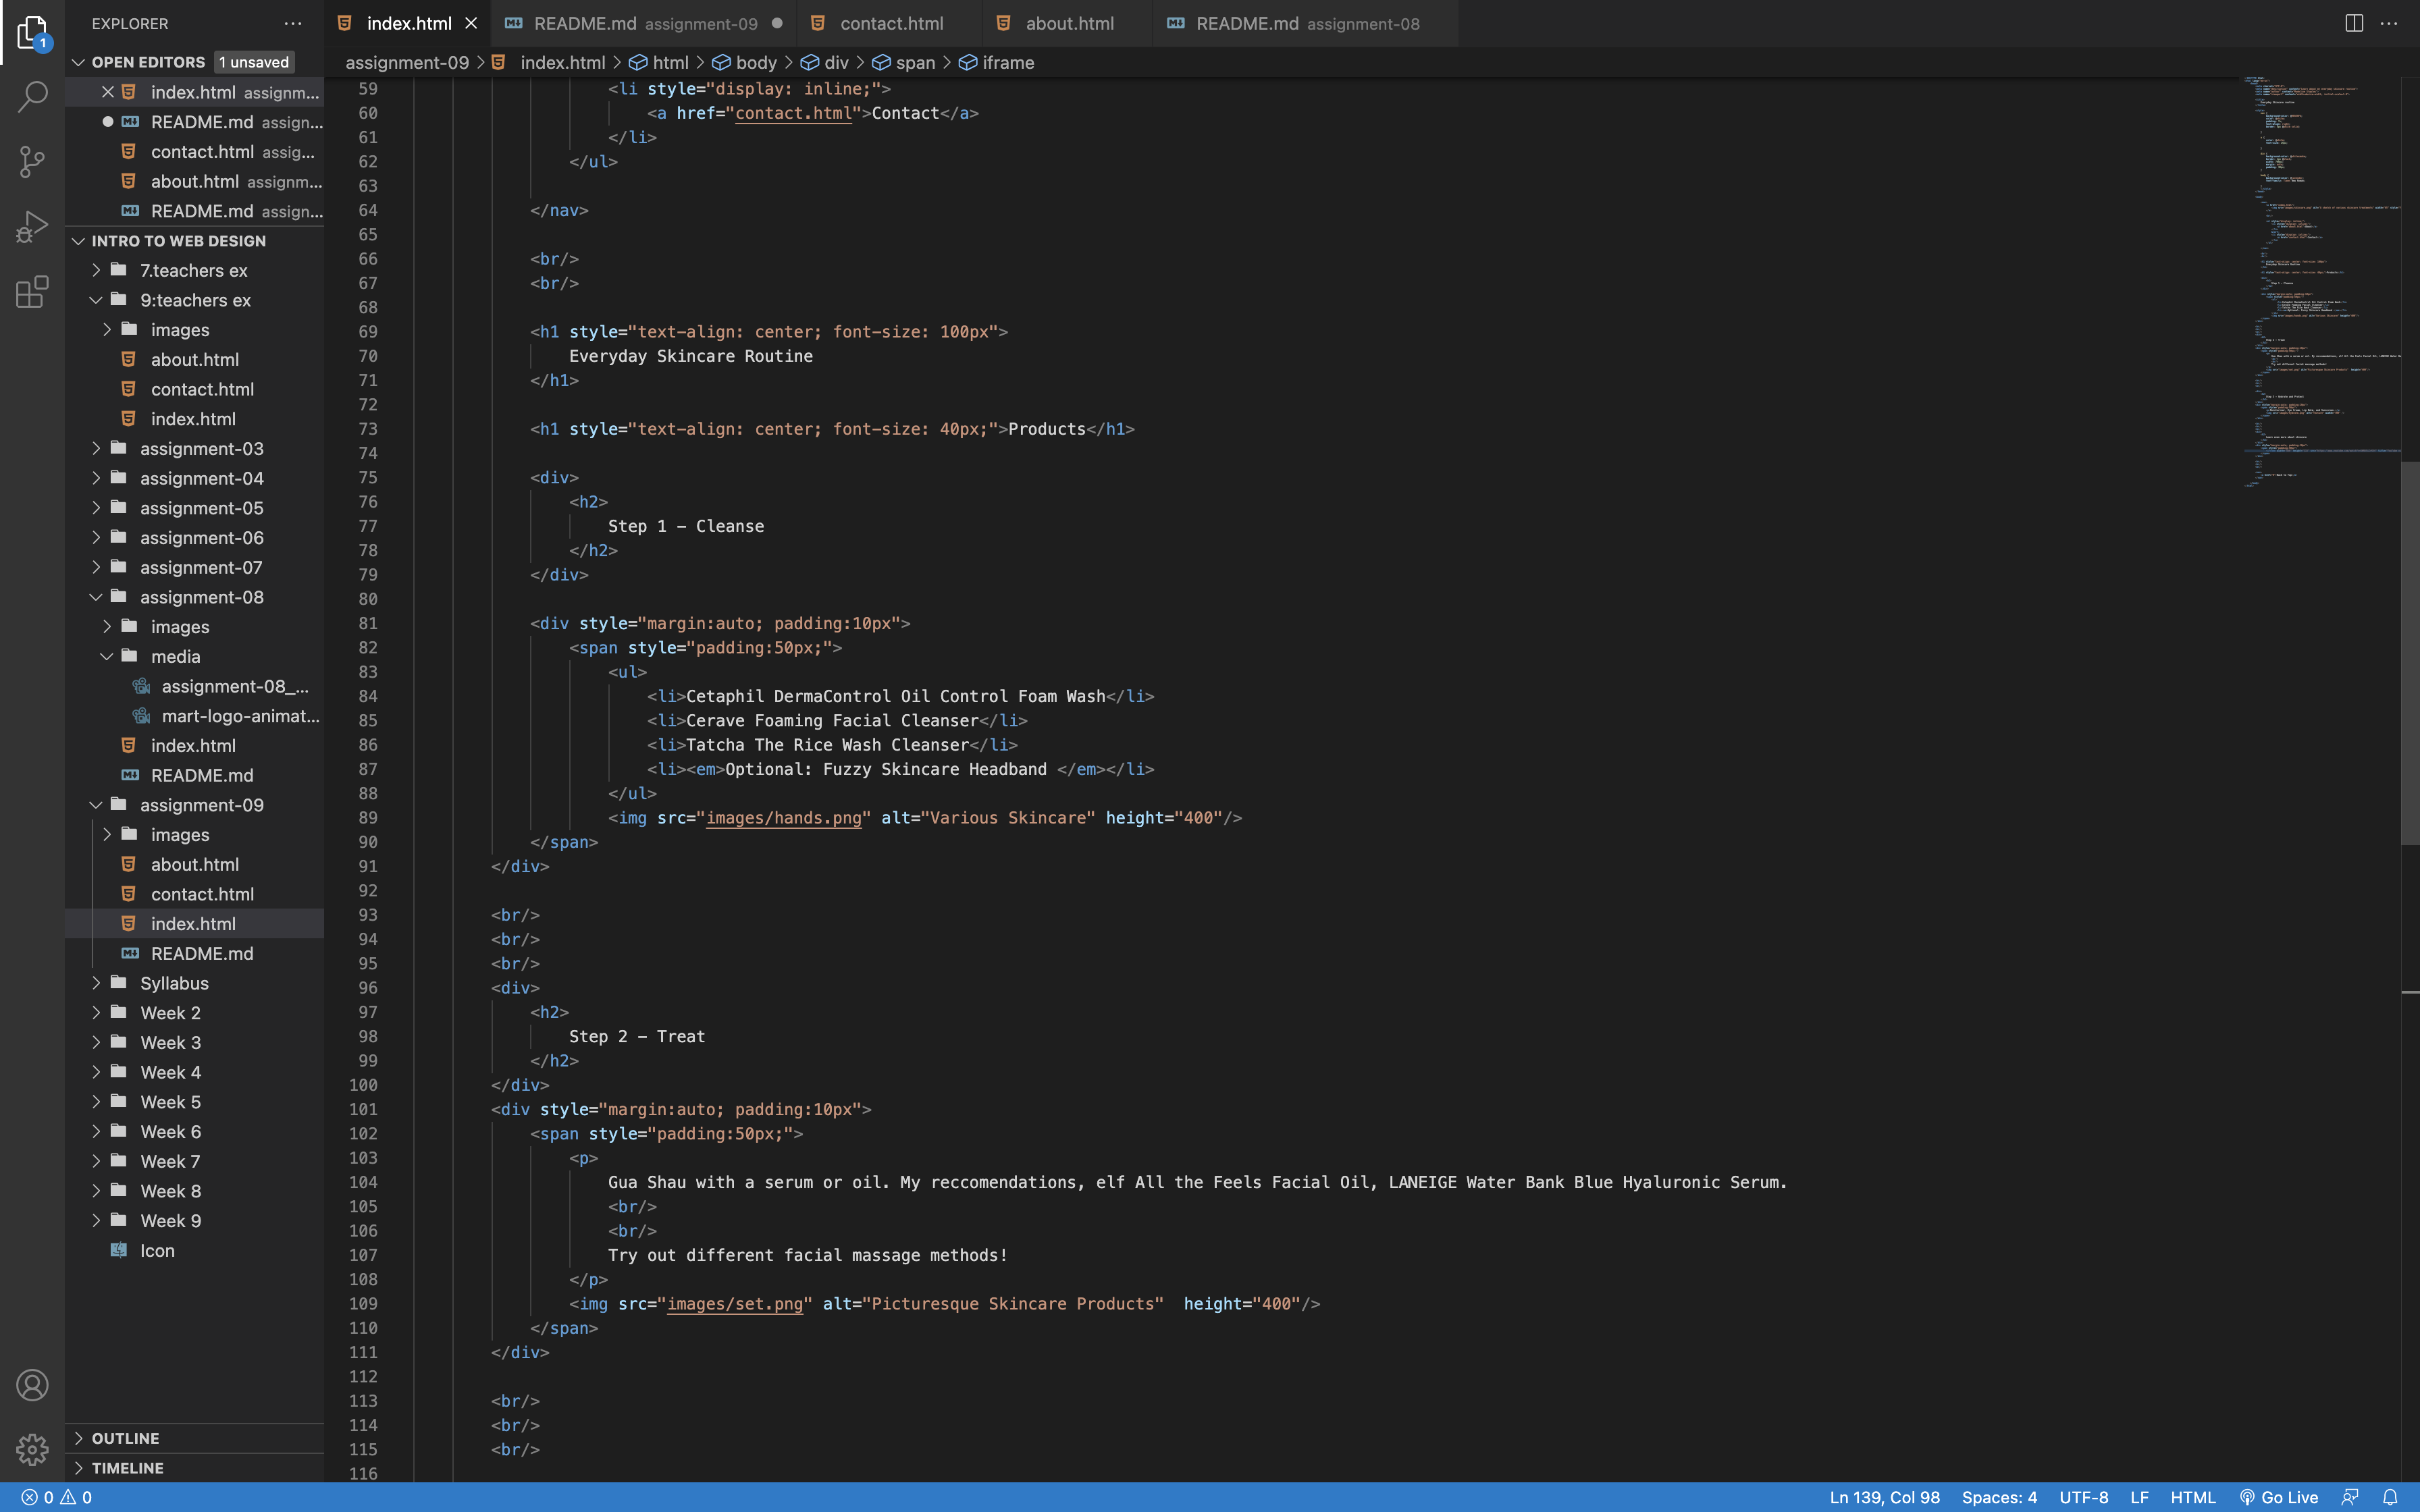 EXPLORER
OPEN EDITORS 1 unsaved
index.html assignm...
README.md assign...
contact.html assig...
about.html assignm...
README.md assign...
INTRO TO WEB DESIGN
7.teachers ex
9:teachers ex
images
about.html
contact.html
index.html
assignment-03
assignment-04
assignment-05
assignment-06
assignment-07
assignment-08
images
media
assignment-08_...
mart-logo-animat...
index.html
README.md
assignment-09
images
about.html
contact.html
index.html
README.md
Syllabus
Week 2
Week 3
Week 4
Week 5
Week 6
Week 7
Week 8
Week 9
Icon
OUTLINE
TIMELINE
1
index.html README.md assignment-09 contact.html about.html README.md assignment-08
assignment-09 > index.html > html > body > div > span > iframe
59 <li style="display: inline;">
60 <a href="contact.html">Contact</a>
61 </li>
62 </ul>
63
64 </nav>
65
66 <br/>
67 <br/>
68
69 <h1 style="text-align: center; font-size: 100px">
70 Everyday Skincare Routine
71 </h1>
72
73 <h1 style="text-align: center; font-size: 40px;">Products</h1>
74
75 <div>
76 <h2>
77 Step 1 - Cleanse
78 </h2>
79 </div>
80
81 <div style="margin:auto; padding:10px">
82 <span style="padding:50px;">
83 <ul>
84 <li>Cetaphil DermaControl Oil Control Foam Wash</li>
85 <li>Cerave Foaming Facial Cleanser</li>
86 <li>Tatcha The Rice Wash Cleanser</li>
87 <li><em>Optional: Fuzzy Skincare Headband </em></li>
88 </ul>
89 <img src="images/hands.png" alt="Various Skincare" height="400"/>
90 </span>
91 </div>
92
93 <br/>
94 <br/>
95 <br/>
96 <div>
97 <h2>
98 Step 2 - Treat
99 </h2>
100 </div>
101 <div style="margin:auto; padding:10px">
102 <span style="padding:50px;">
103 <p>
104 Gua Shau with a serum or oil. My reccomendations, elf All the Feels Facial Oil, LANEIGE Water Bank Blue Hyaluronic Serum.
105 <br/>
106 <br/>
107 Try out different facial massage methods!
108 </p>
109 <img src="images/set.png" alt="Picturesque Skincare Products"  height="400"/>
110 </span>
111 </div>
112
113 <br/>
114 <br/>
115 <br/>
116
0 0 Ln 139, Col 98 Spaces: 4 UTF-8 LF HTML Go Live